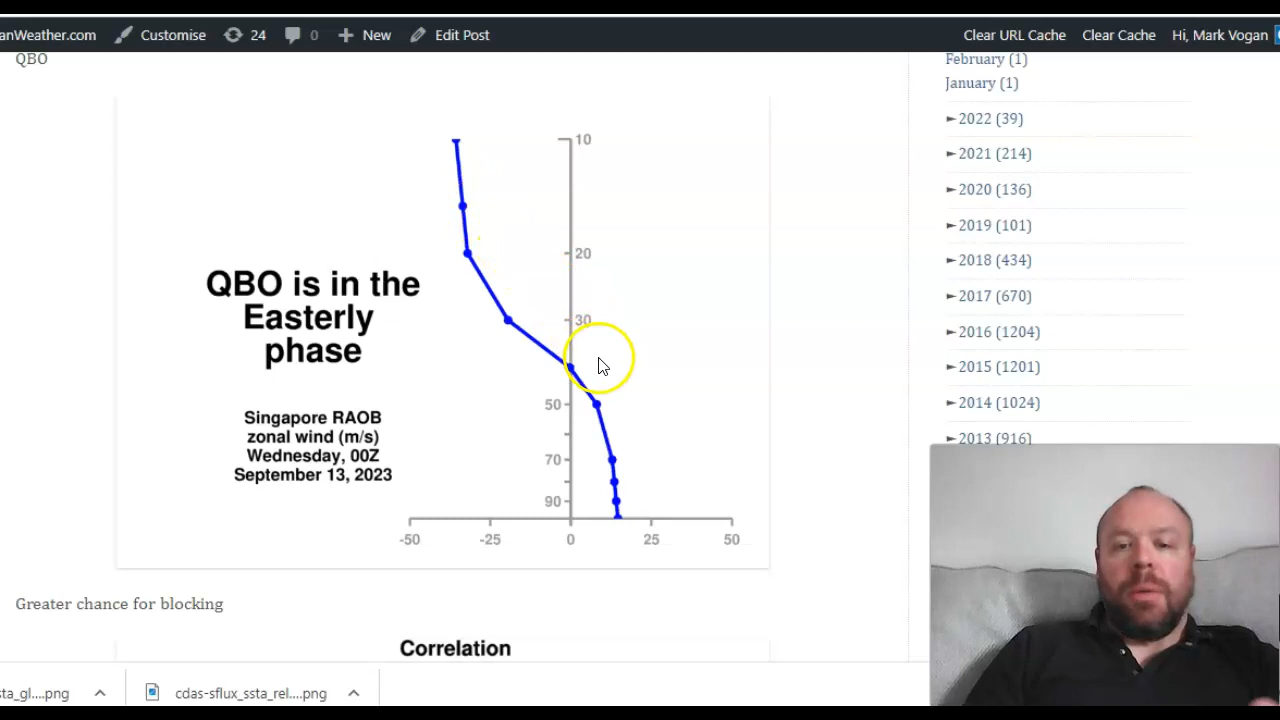 anWeather.com Customise 24 0 New Edit Post Clear URL Cache Clear Cache Hi, Mark Vogan
QBO
QBO is in the
Easterly
phase
Singapore RAOB
zonal wind (m/s)
Wednesday, 00Z
September 13, 2023
10
20
30
50
70
90
-50 -25 0 25 50
Greater chance for blocking
Correlation
February (1)
January (1)
►2022 (39)
►2021 (214)
►2020 (136)
►2019 (101)
►2018 (434)
►2017 (670)
►2016 (1204)
►2015 (1201)
►2014 (1024)
►2013 (916)
sta_gl....png cdas-sflux_ssta_rel....png